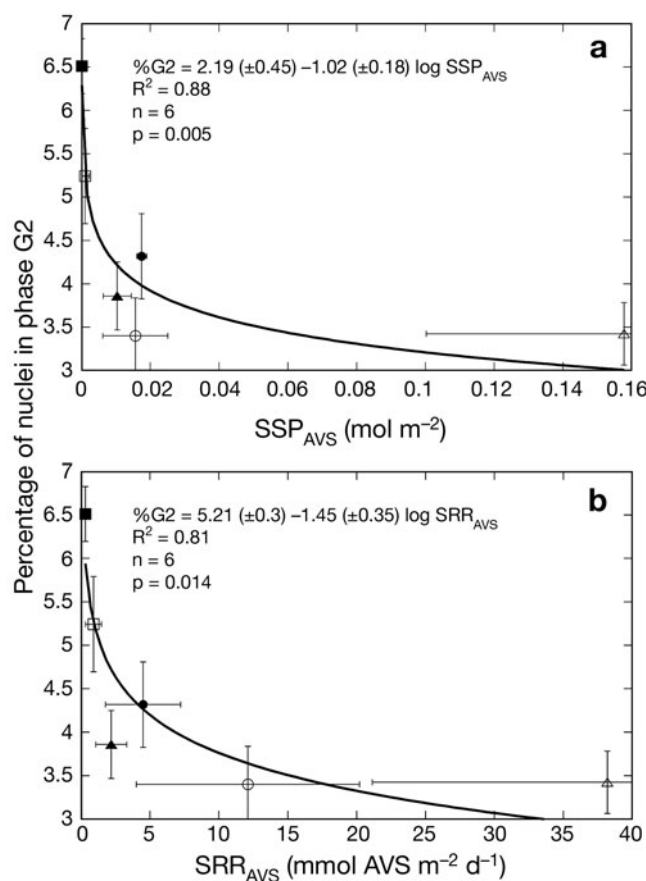 a
%G2 = 2.19 (±0.45) –1.02 (±0.18) log SSP_AVS
R² = 0.88
n = 6
p = 0.005
7
6.5
6
5.5
5
4.5
4
3.5
3
0 0.02 0.04 0.06 0.08 0.1 0.12 0.14 0.16
SSP_AVS (mol m⁻²)
Percentage of nuclei in phase G2
b
%G2 = 5.21 (±0.3) –1.45 (±0.35) log SRR_AVS
R² = 0.81
n = 6
p = 0.014
7
6.5
6
5.5
5
4.5
4
3.5
3
0 5 10 15 20 25 30 35 40
SRR_AVS (mmol AVS m⁻² d⁻¹)